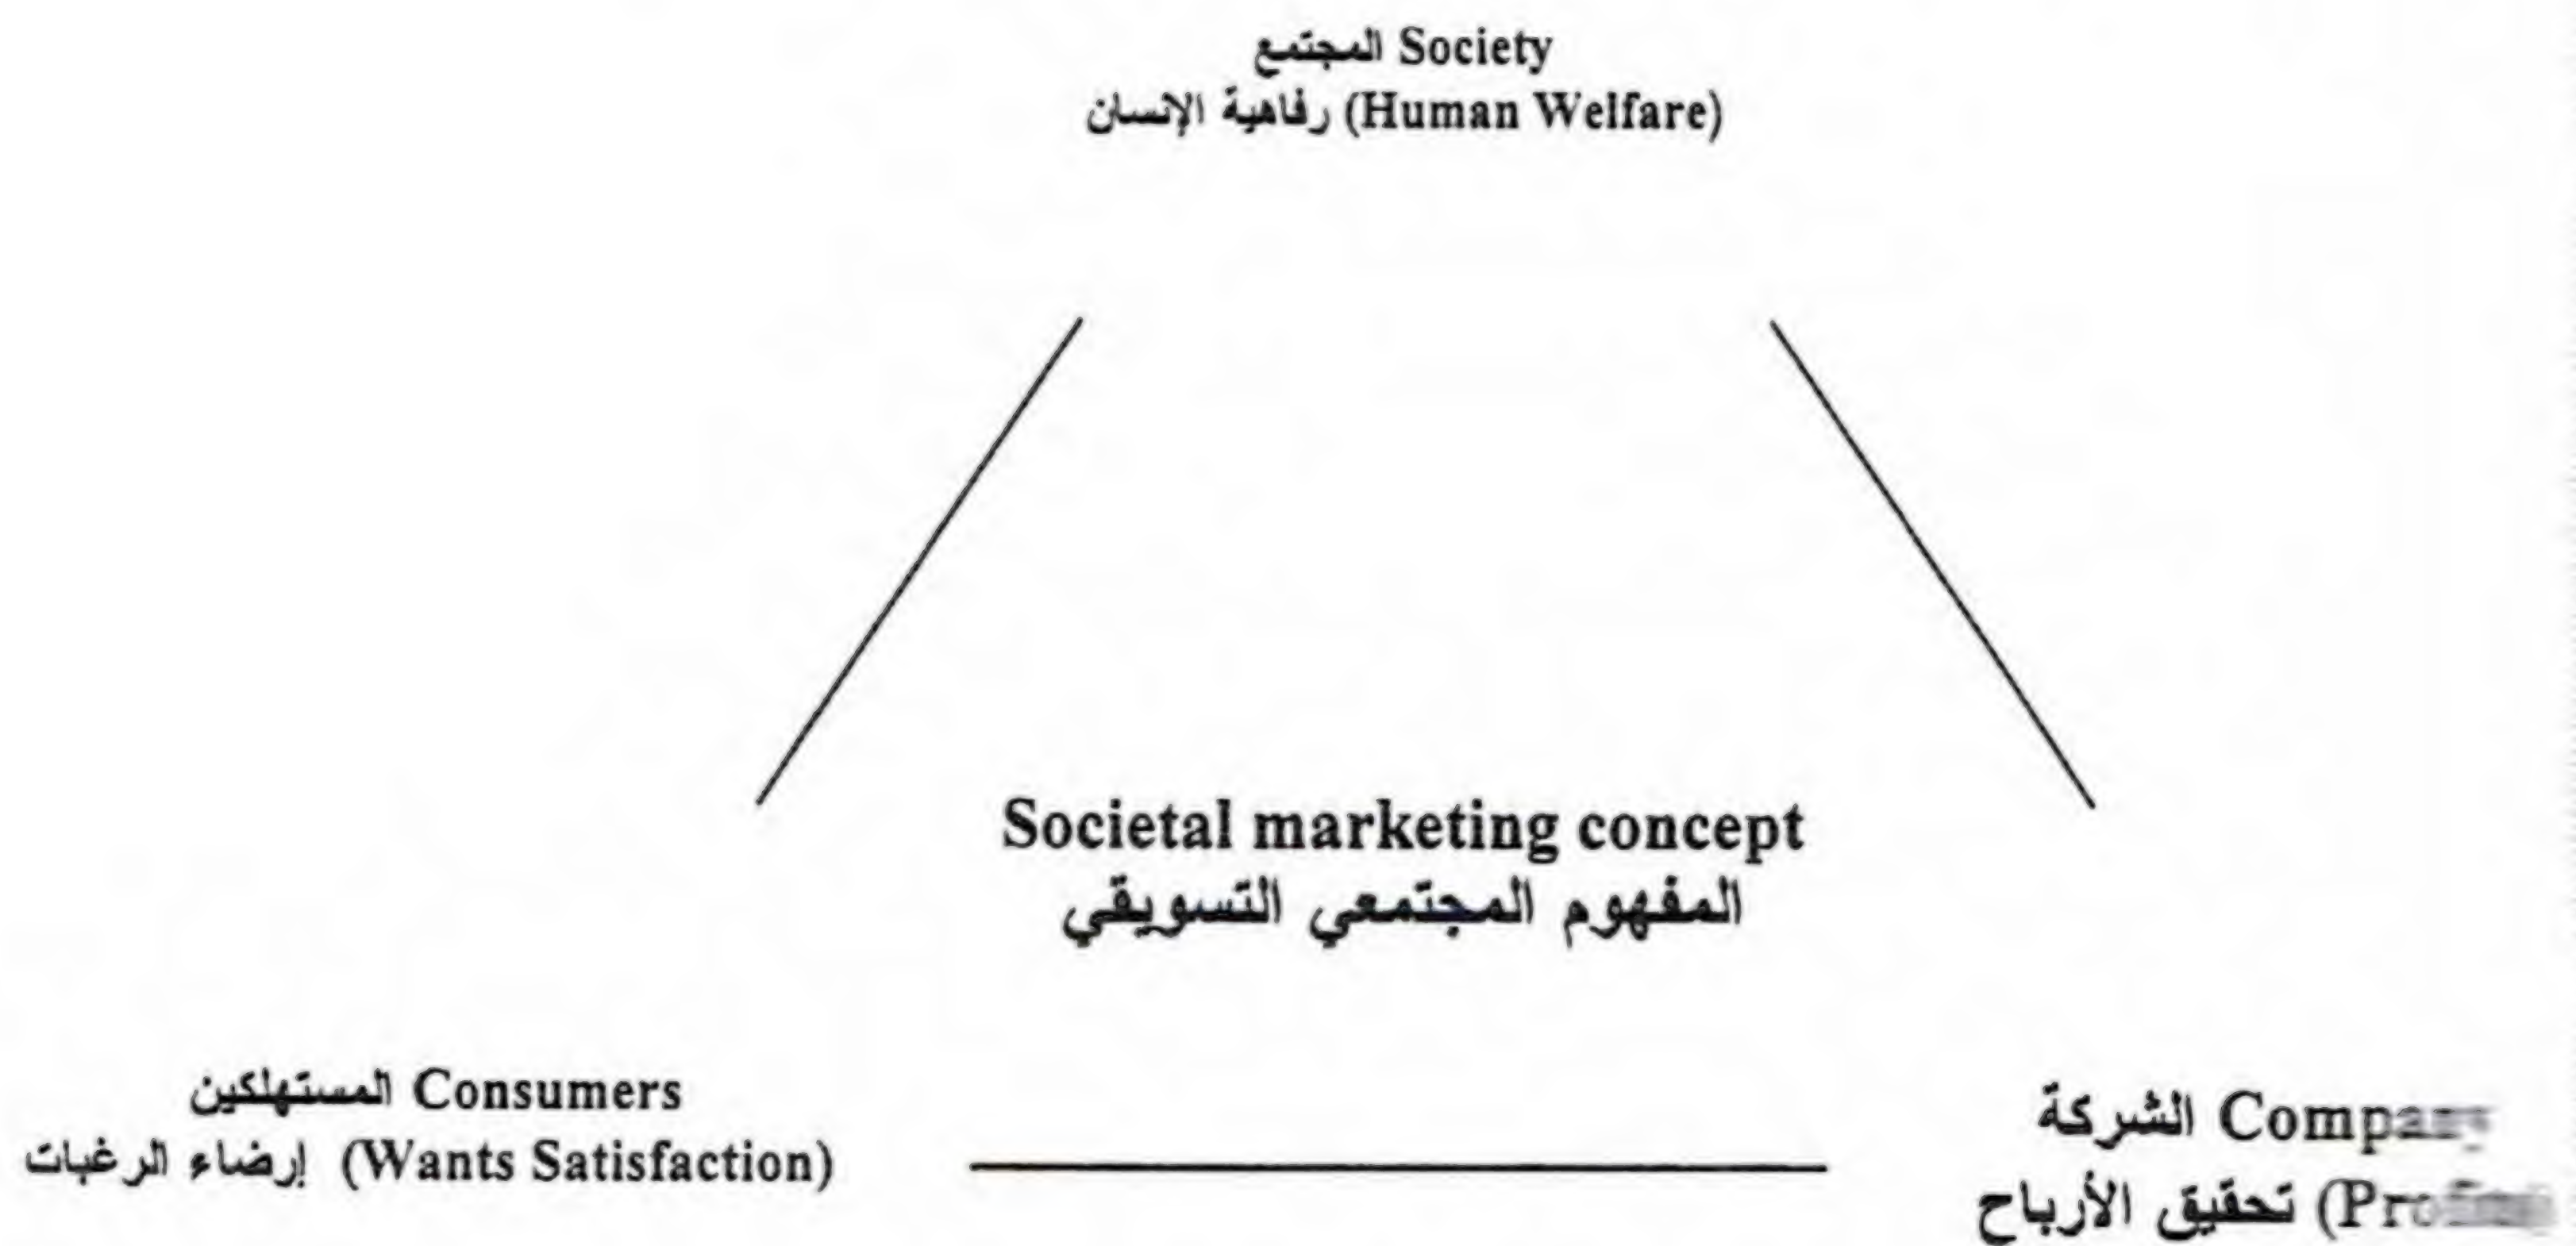 المجتمع Society
رفاهية الإنسان (Human Welfare)
Societal marketing concept
المفهوم المجتمعي التسويقي
المستهلكين Consumers
إرضاء الرغبات (Wants Satisfaction)
الشركة Company
تحقيق الأرباح